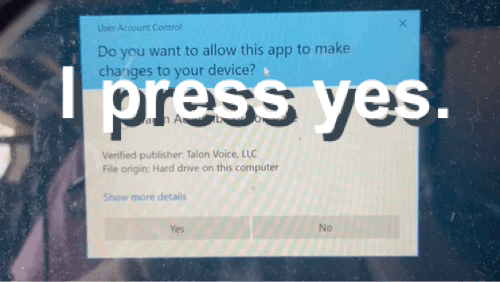 User Account Control
Do you want to allow this app to make
changes to your device?
I press yes.
Verified publisher: Talon Voice, LLC
File origin: Hard drive on this computer
Show more details
Yes
No